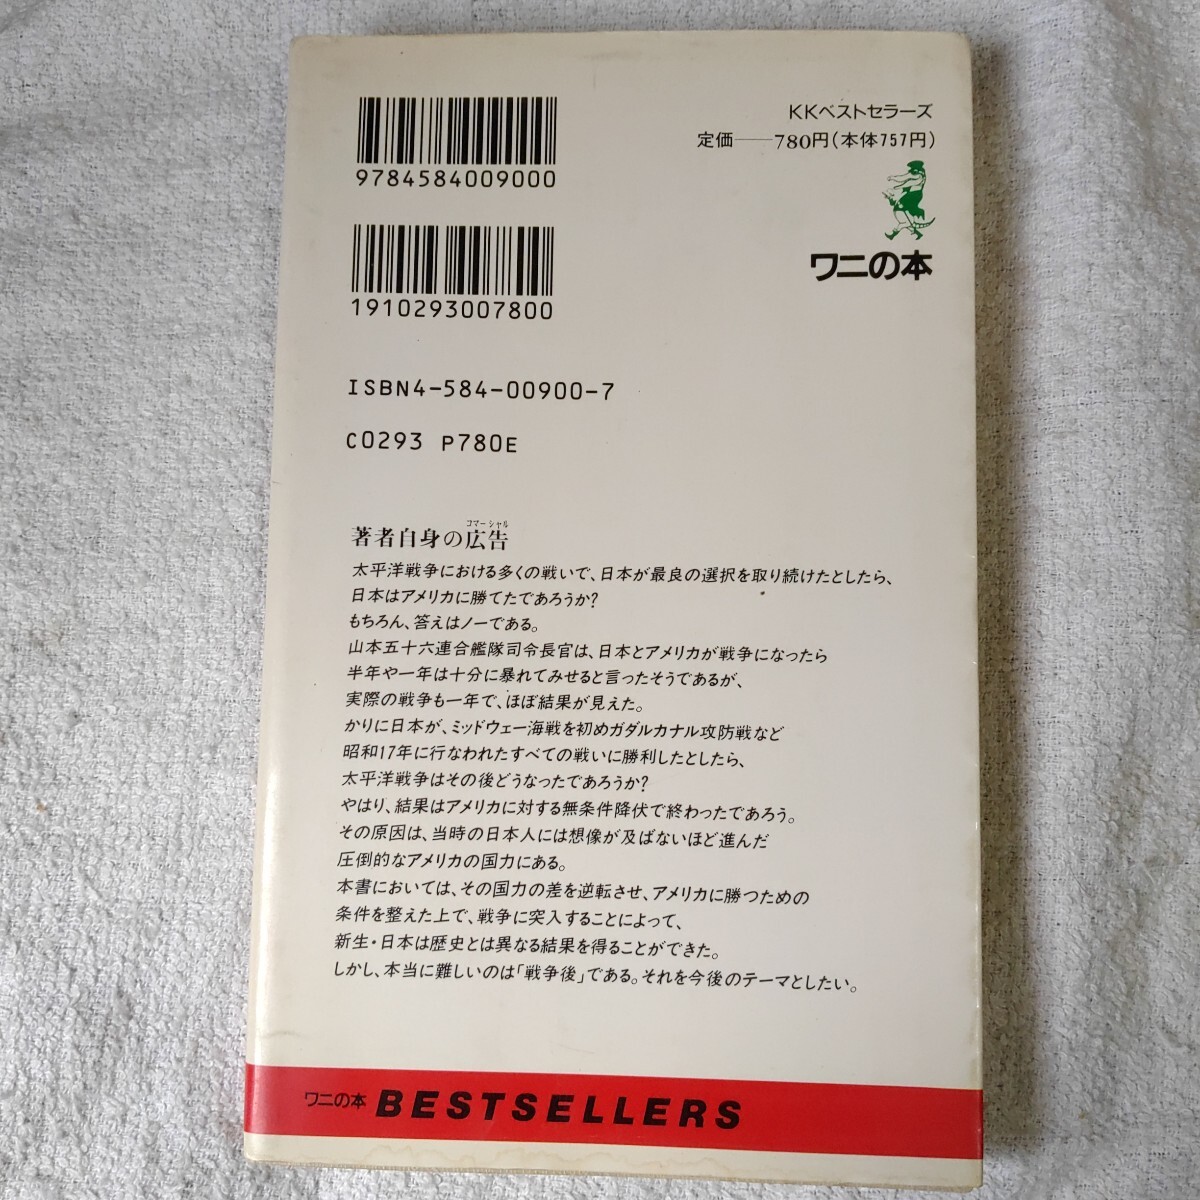 9784584009000
1910293007800
ISBN4-584-00900-7
C0293 P780E
KKベストセラーズ
定価――780円(本体757円)
ワニの本
コマーシャル
著者自身の広告
太平洋戦争における多くの戦いで、日本が最良の選択を取り続けたとしたら、
日本はアメリカに勝てたであろうか?
もちろん、答えはノーである。
山本五十六連合艦隊司令長官は、日本とアメリカが戦争になったら
半年や一年は十分に暴れてみせると言ったそうであるが、
実際の戦争も一年で、ほぼ結果が見えた。
かりに日本が、ミッドウェー海戦を初めガダルカナル攻防戦など
昭和17年に行なわれたすべての戦いに勝利したとしたら、
太平洋戦争はその後どうなったであろうか?
やはり、結果はアメリカに対する無条件降伏で終わったであろう。
その原因は、当時の日本人には想像が及ばないほど進んだ
圧倒的なアメリカの国力にある。
本書においては、その国力の差を逆転させ、アメリカに勝つための
条件を整えた上で、戦争に突入することによって、
新生・日本は歴史とは異なる結果を得ることができた。
しかし、本当に難しいのは「戦争後」である。それを今後のテーマとしたい。
ワニの本 BESTSELLERS